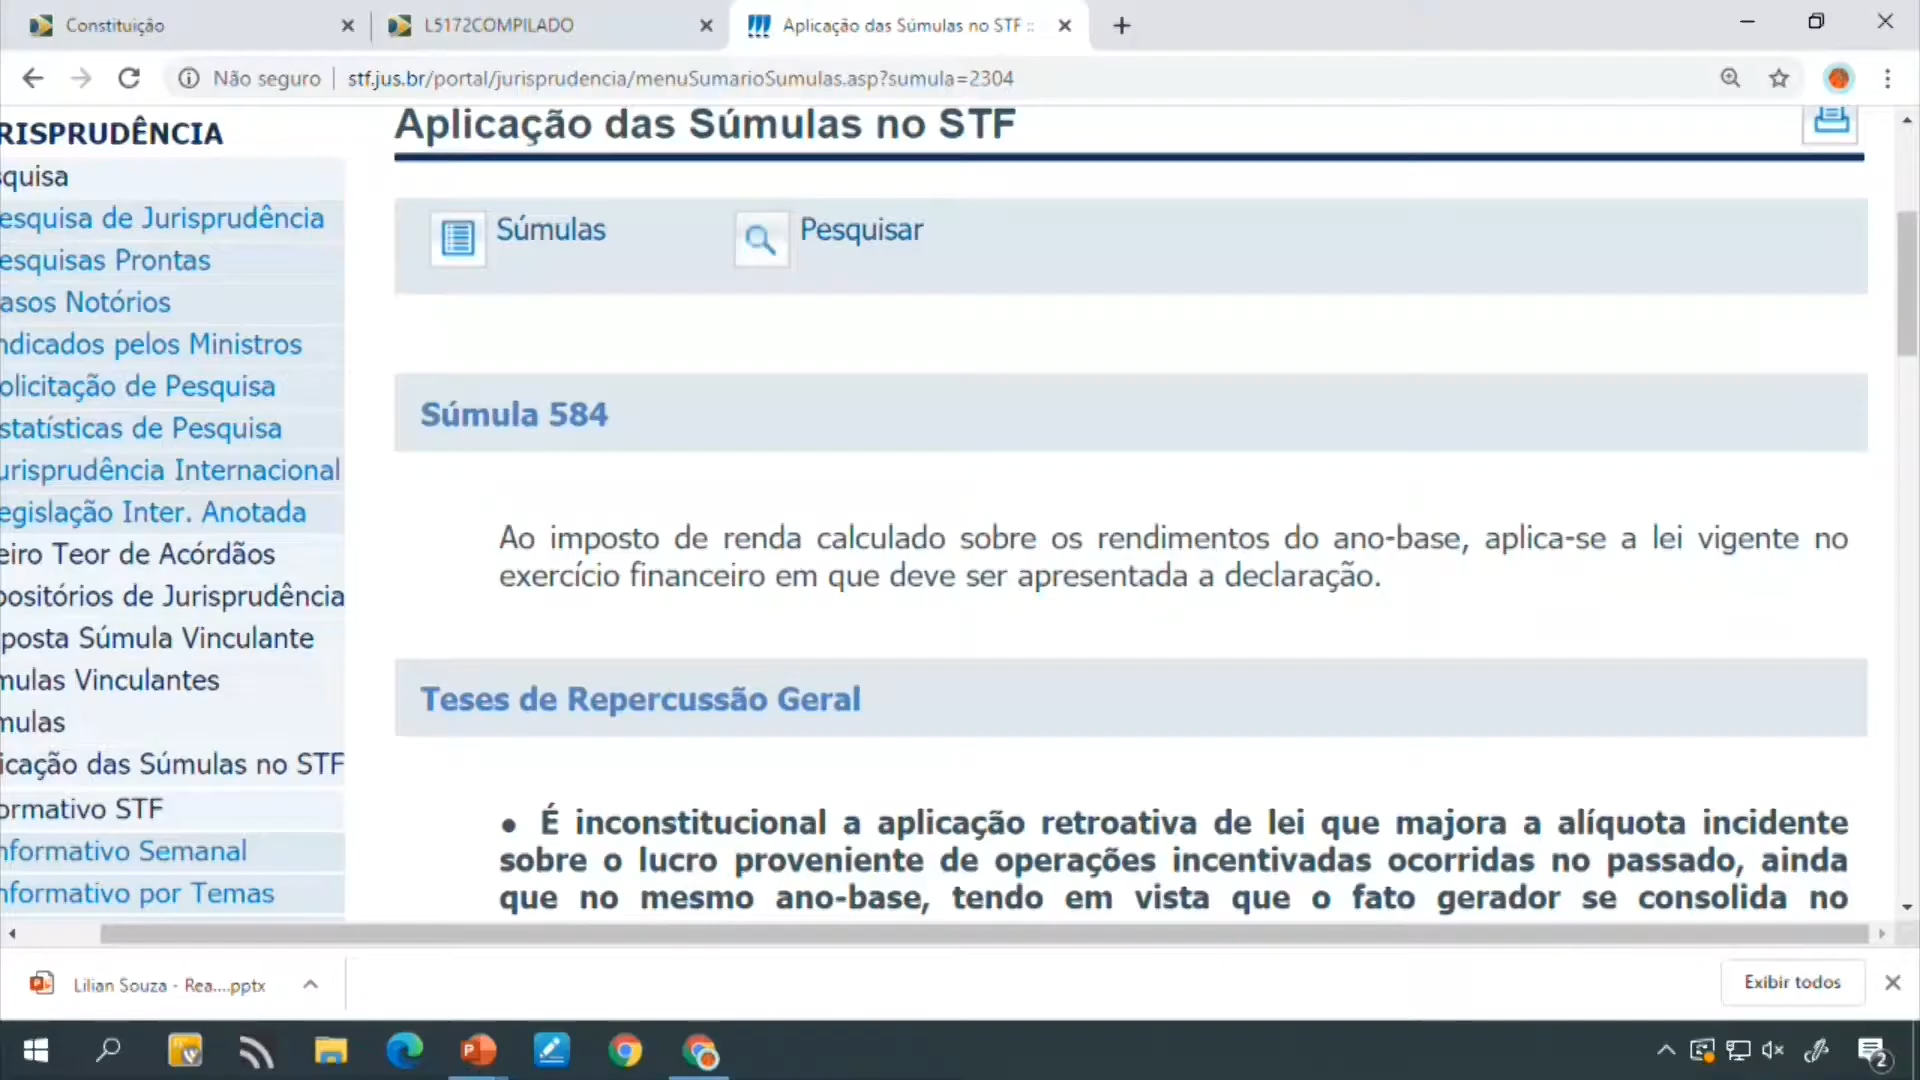 Constituição
L5172COMPILADO
Aplicação das Súmulas no STF ::
Não seguro
stf.jus.br/portal/jurisprudencia/menuSumarioSumulas.asp?sumula=2304
RISPRUDÊNCIA
squisa
esquisa de Jurisprudência
esquisas Prontas
asos Notórios
ndicados pelos Ministros
olicitação de Pesquisa
statísticas de Pesquisa
urisprudência Internacional
egislação Inter. Anotada
eiro Teor de Acórdãos
positórios de Jurisprudência
posta Súmula Vinculante
mulas Vinculantes
mulas
icação das Súmulas no STF
ormativo STF
nformativo Semanal
nformativo por Temas
Aplicação das Súmulas no STF
Súmulas
Pesquisar
Súmula 584
Ao imposto de renda calculado sobre os rendimentos do ano-base, aplica-se a lei vigente no
exercício financeiro em que deve ser apresentada a declaração.
Teses de Repercussão Geral
• É inconstitucional a aplicação retroativa de lei que majora a alíquota incidente
sobre o lucro proveniente de operações incentivadas ocorridas no passado, ainda
que no mesmo ano-base, tendo em vista que o fato gerador se consolida no
Lilian Souza - Rea....pptx
Exibir todos
2